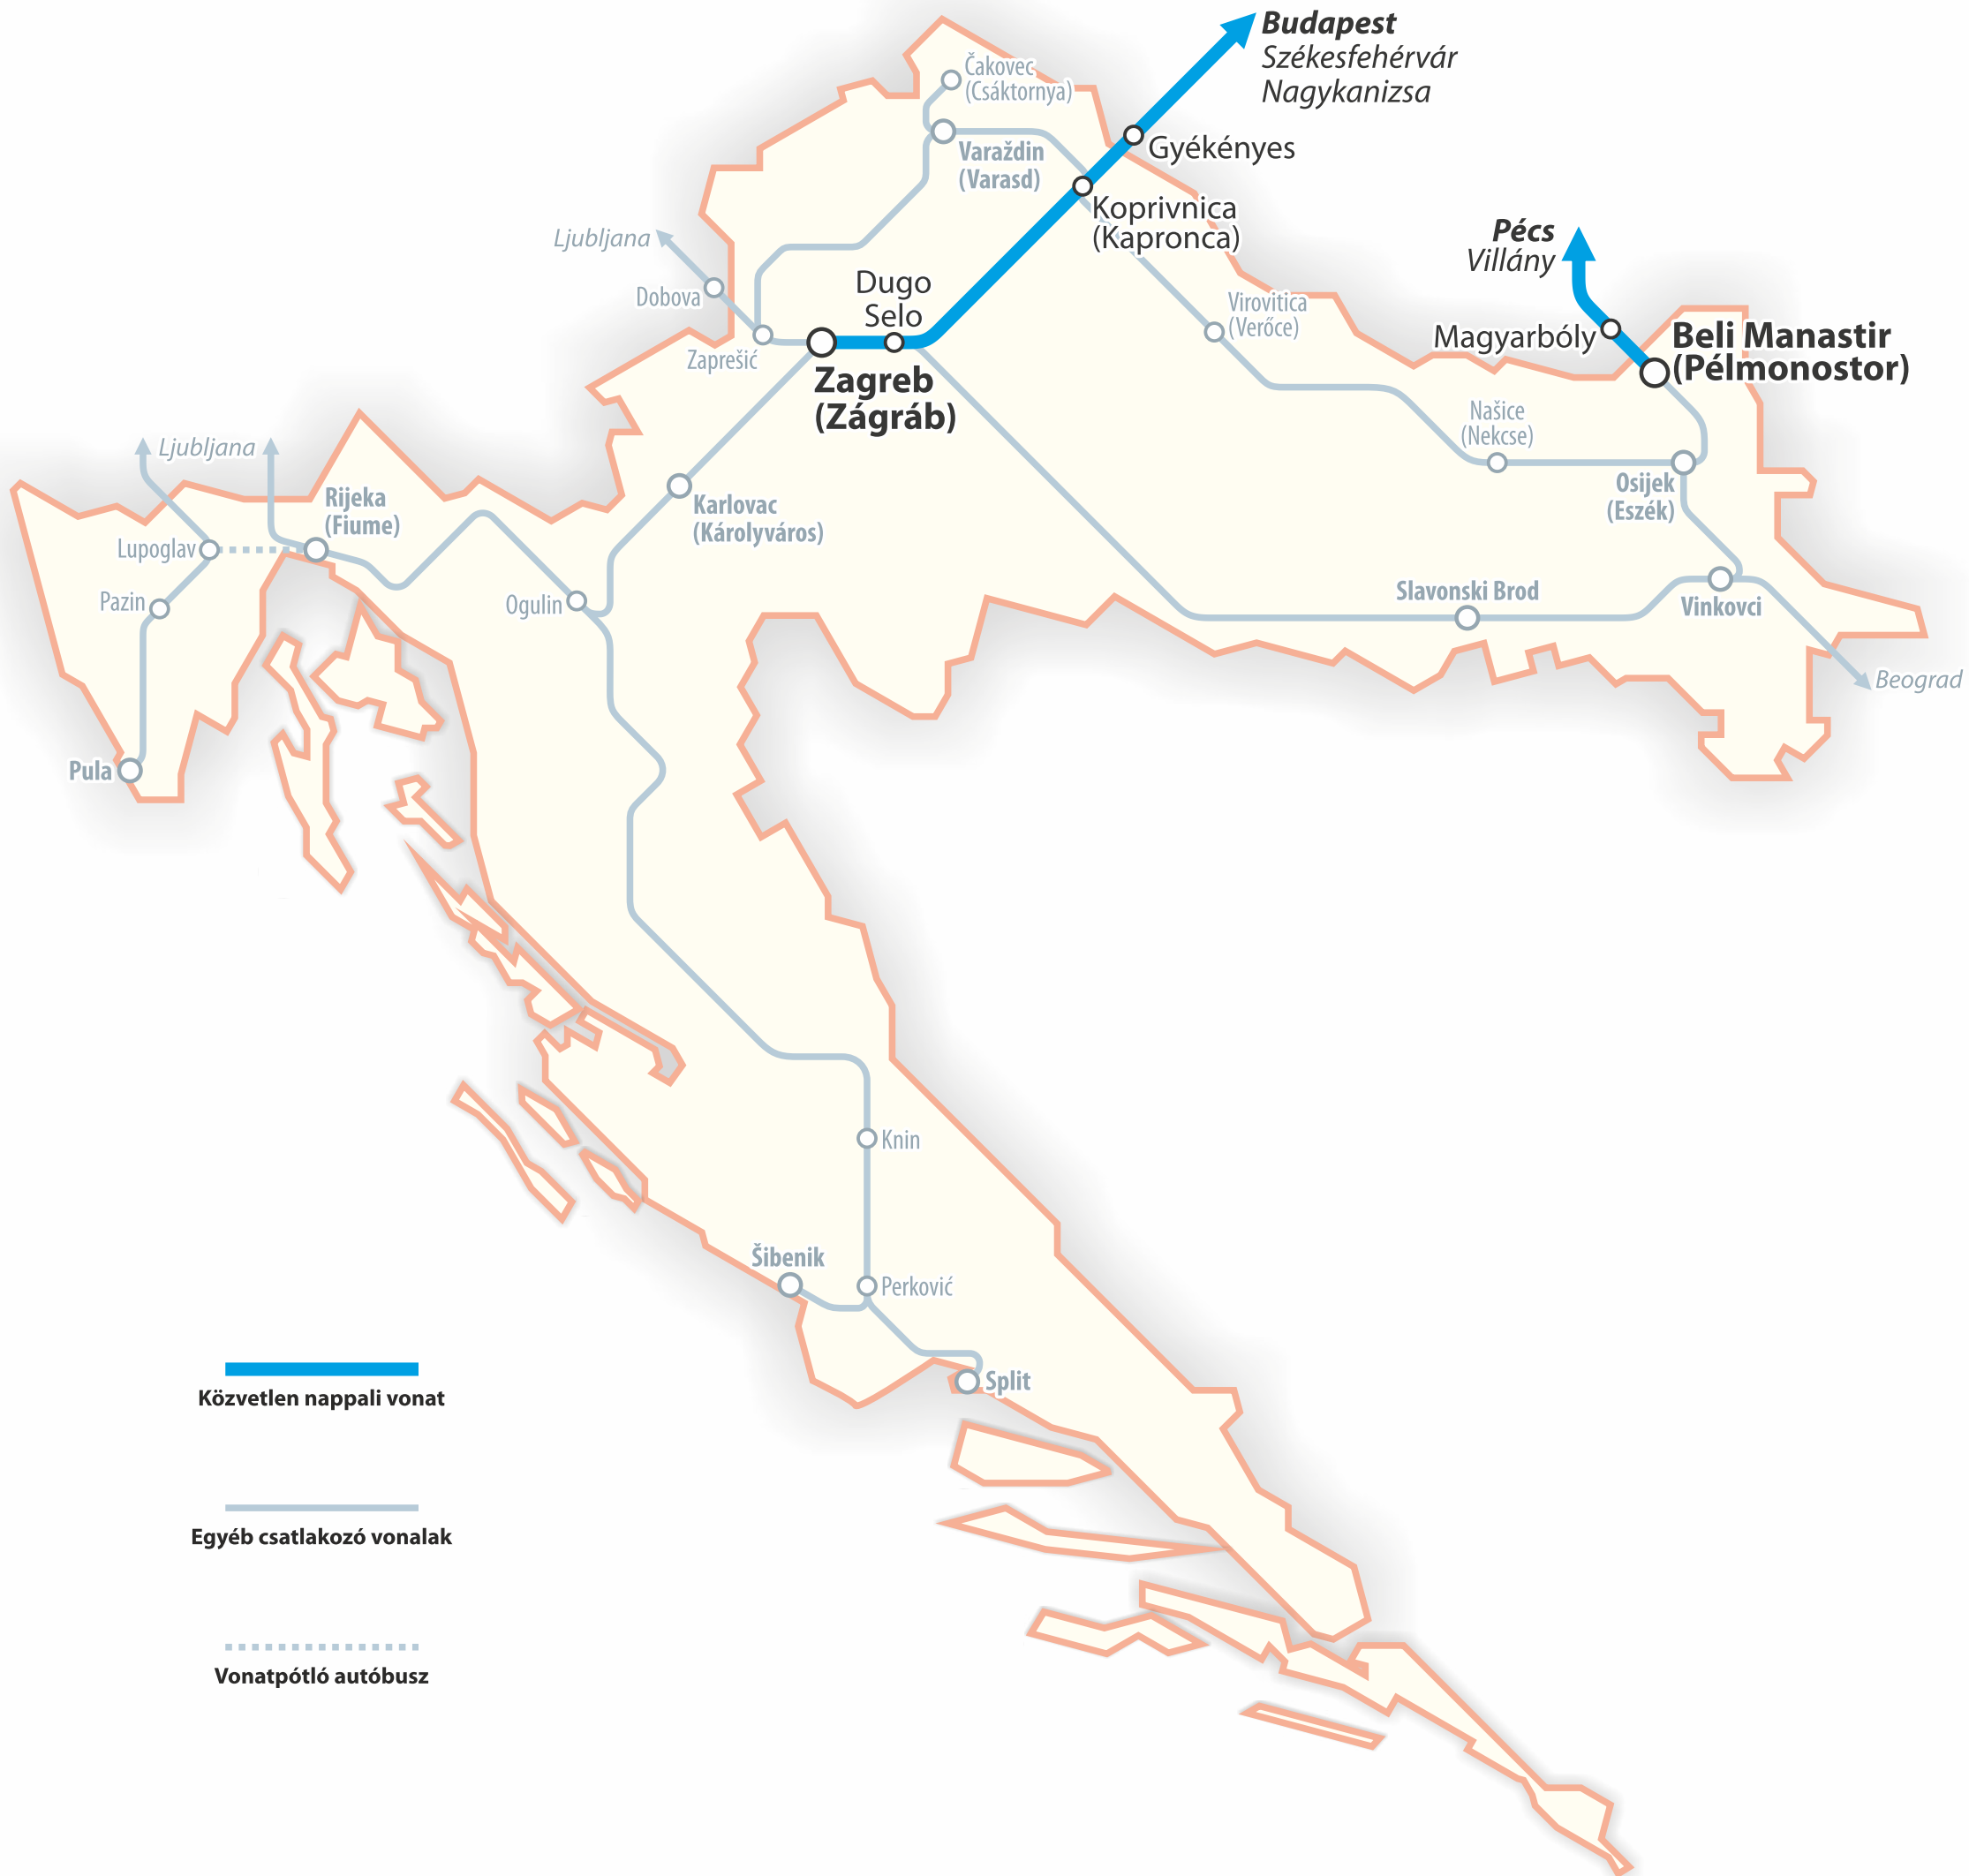 Budapest
Székesfehérvár
Nagykanizsa
Čakovec
(Csáktornya)
Varaždin
(Varasd)
Gyékényes
Koprivnica
(Kapronca)
Ljubljana
Dobova
Zaprešić
Dugo
Selo
Zagreb
(Zágráb)
Pécs
Villány
Magyarbóly
Beli Manastir
(Pélmonostor)
Virovitica
(Verőce)
Našice
(Nekcse)
Osijek
(Eszék)
Ljubljana
Rijeka
(Fiume)
Karlovac
(Károlyváros)
Lupoglav
Pazin
Ogulin
Slavonski Brod
Vinkovci
Beograd
Pula
Knin
Šibenik
Perković
Split
Közvetlen nappali vonat
Egyéb csatlakozó vonalak
Vonatpótló autóbusz